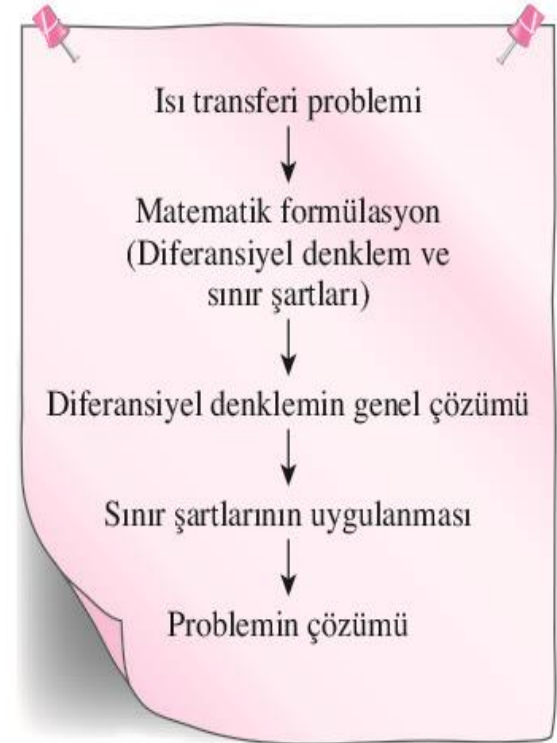 Isı transferi problemi
Matematik formülasyon
(Diferansiyel denklem ve
sınır şartları)
Diferansiyel denklemin genel çözümü
Sınır şartlarının uygulanması
Problemin çözümü